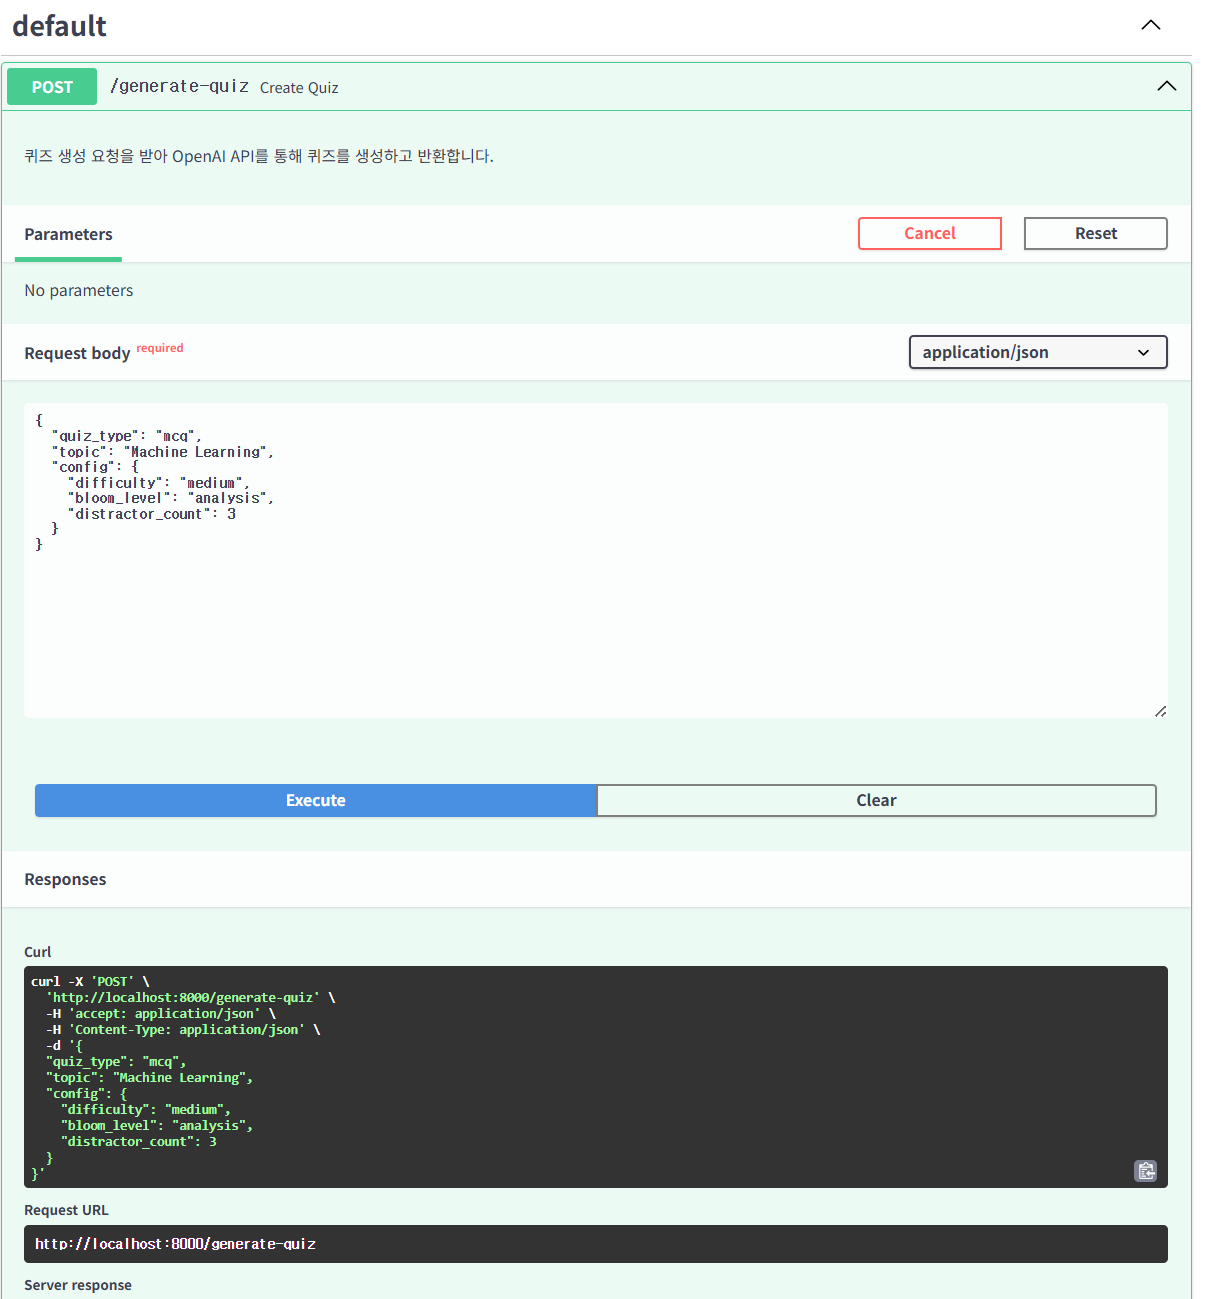 default
POST /generate-quiz Create Quiz
퀴즈 생성 요청을 받아 OpenAI API를 통해 퀴즈를 생성하고 반환합니다.
Parameters
Cancel
Reset
No parameters
Request body required
application/json
{
  "quiz_type": "mcq",
  "topic": "Machine Learning",
  "config": {
    "difficulty": "medium",
    "bloom_level": "analysis",
    "distractor_count": 3
  }
}
Execute
Clear
Responses
Curl
curl -X 'POST' \
  'http://localhost:8000/generate-quiz' \
  -H 'accept: application/json' \
  -H 'Content-Type: application/json' \
  -d '{
  "quiz_type": "mcq",
  "topic": "Machine Learning",
  "config": {
    "difficulty": "medium",
    "bloom_level": "analysis",
    "distractor_count": 3
  }
}'
Request URL
http://localhost:8000/generate-quiz
Server response